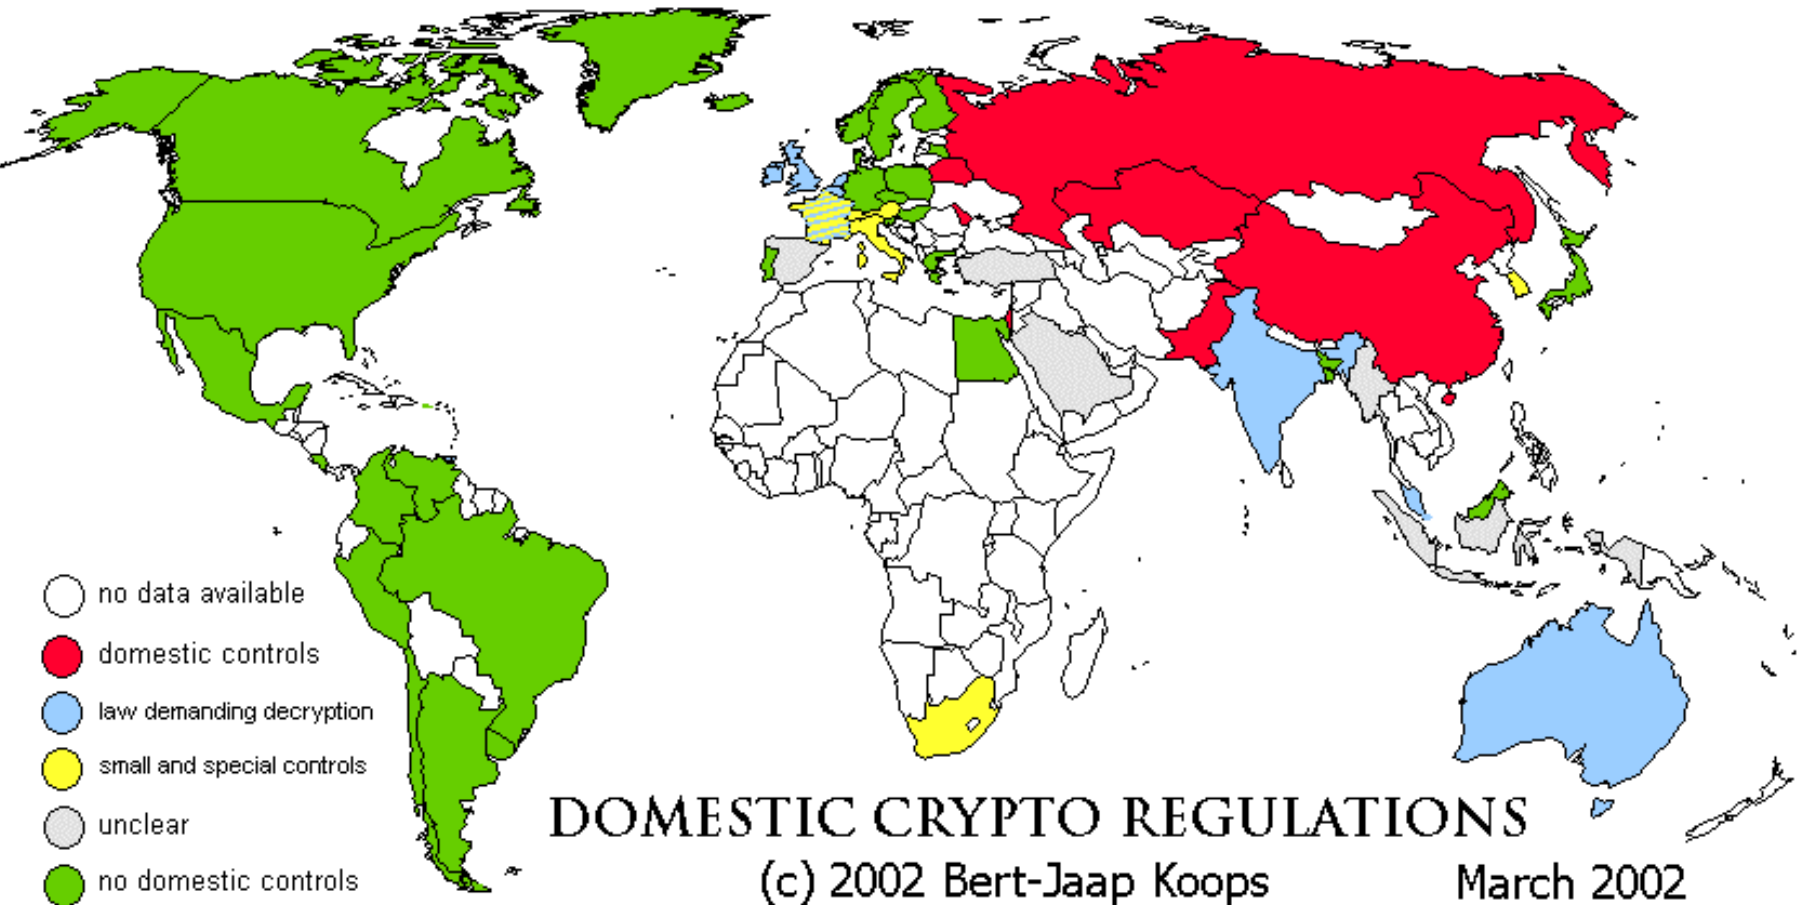 no data available
domestic controls
law demanding decryption
small and special controls
unclear
no domestic controls
DOMESTIC CRYPTO REGULATIONS
(c) 2002 Bert-Jaap Koops
March 2002